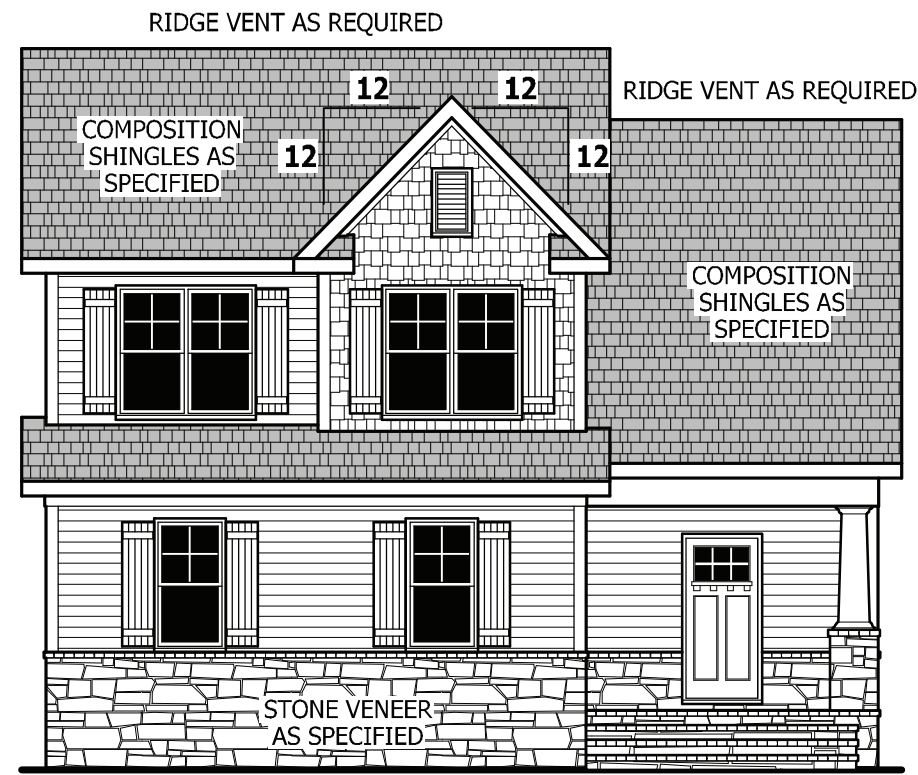 RIDGE VENT AS REQUIRED
12
12
RIDGE VENT AS REQUIRED
COMPOSITION
SHINGLES AS
SPECIFIED
12
12
COMPOSITION
SHINGLES AS
SPECIFIED
STONE VENEER
AS SPECIFIED